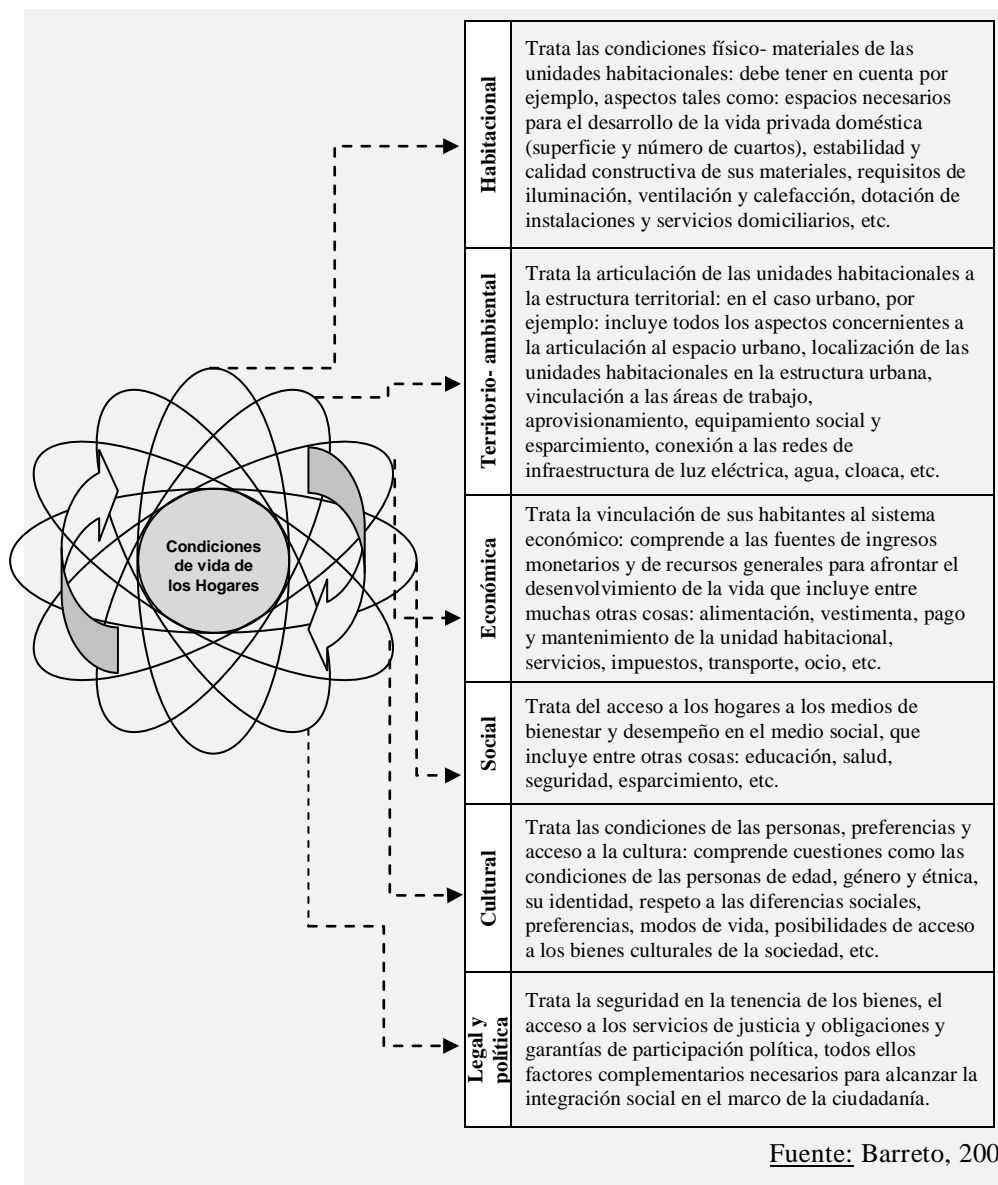 Condiciones
de vida de
los Hogares
Habitacional
Trata las condiciones físico- materiales de las
unidades habitacionales: debe tener en cuenta por
ejemplo, aspectos tales como: espacios necesarios
para el desarrollo de la vida privada doméstica
(superficie y número de cuartos), estabilidad y
calidad constructiva de sus materiales, requisitos de
iluminación, ventilación y calefacción, dotación de
instalaciones y servicios domiciliarios, etc.
Territorio- ambiental
Trata la articulación de las unidades habitacionales a
la estructura territorial: en el caso urbano, por
ejemplo: incluye todos los aspectos concernientes a
la articulación al espacio urbano, localización de las
unidades habitacionales en la estructura urbana,
vinculación a las áreas de trabajo,
aprovisionamiento, equipamiento social y
esparcimiento, conexión a las redes de
infraestructura de luz eléctrica, agua, cloaca, etc.
Económica
Trata la vinculación de sus habitantes al sistema
económico: comprende a las fuentes de ingresos
monetarios y de recursos generales para afrontar el
desenvolvimiento de la vida que incluye entre
muchas otras cosas: alimentación, vestimenta, pago
y mantenimiento de la unidad habitacional,
servicios, impuestos, transporte, ocio, etc.
Social
Trata del acceso a los hogares a los medios de
bienestar y desempeño en el medio social, que
incluye entre otras cosas: educación, salud,
seguridad, esparcimiento, etc.
Cultural
Trata las condiciones de las personas, preferencias y
acceso a la cultura: comprende cuestiones como las
condiciones de las personas de edad, género y étnica,
su identidad, respeto a las diferencias sociales,
preferencias, modos de vida, posibilidades de acceso
a los bienes culturales de la sociedad, etc.
Legal y
política
Trata la seguridad en la tenencia de los bienes, el
acceso a los servicios de justicia y obligaciones y
garantías de participación política, todos ellos
factores complementarios necesarios para alcanzar la
integración social en el marco de la ciudadanía.
Fuente: Barreto, 200